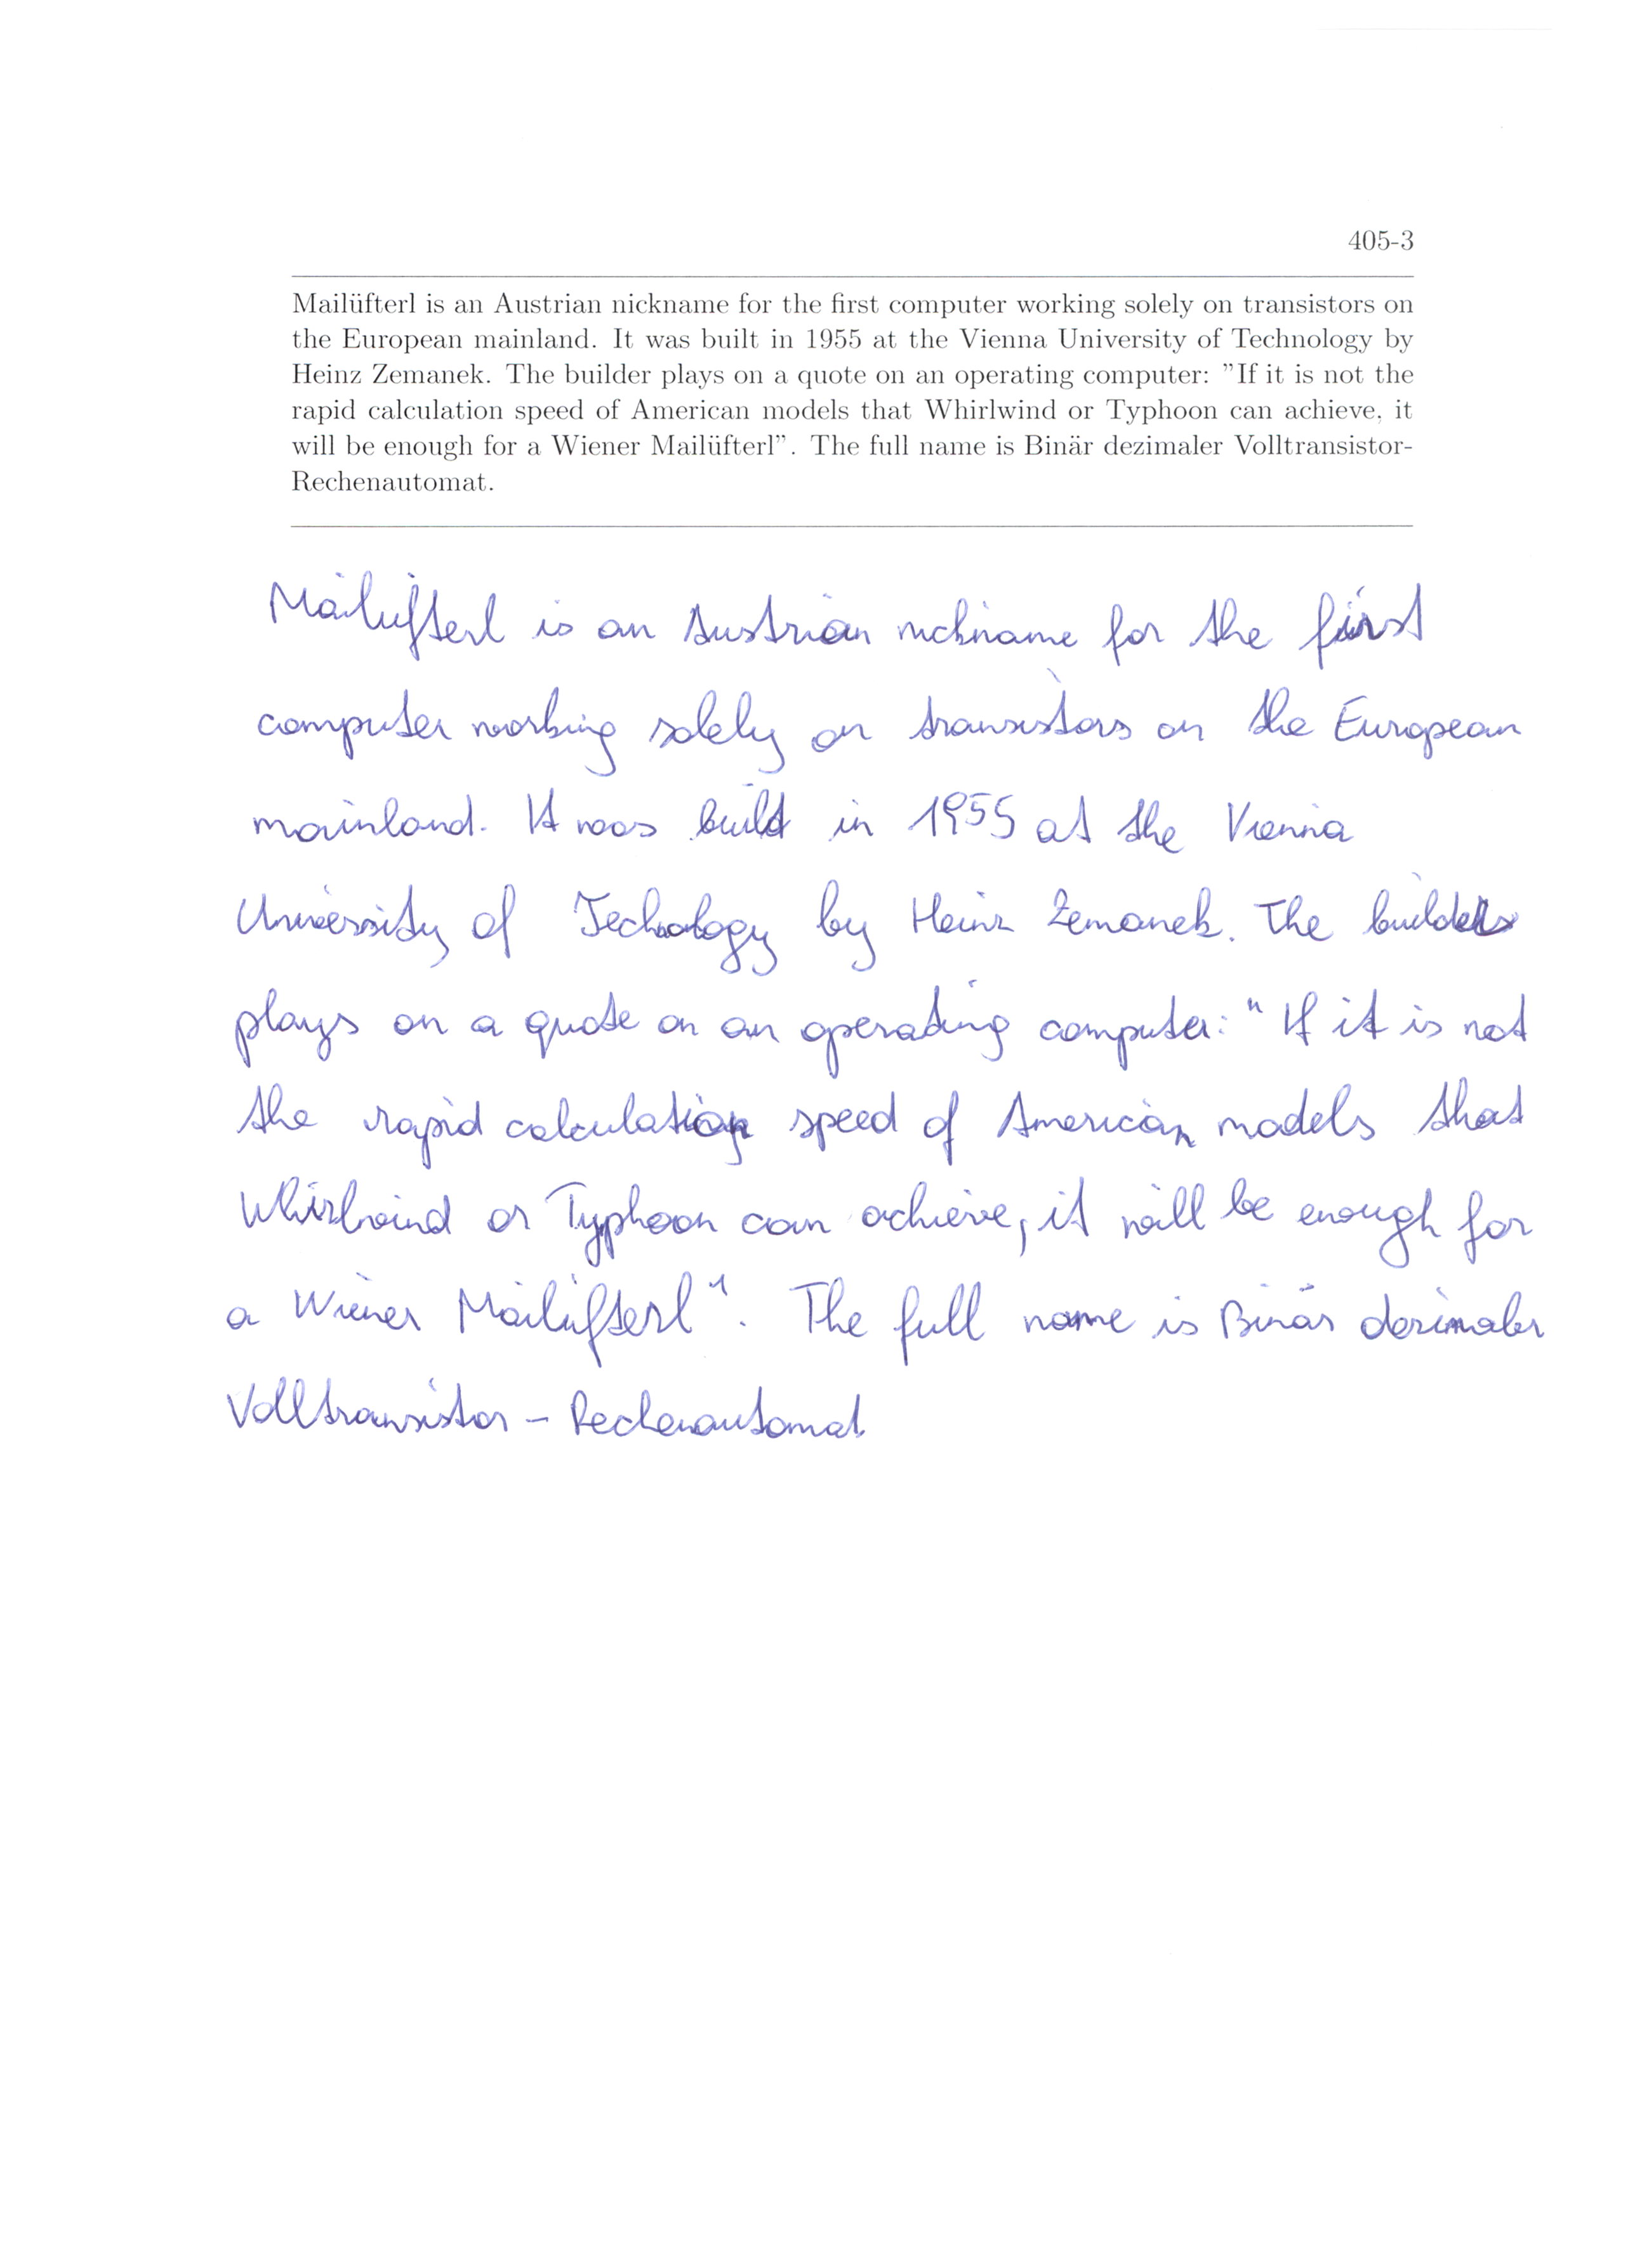 405-3
Mailüfterl is an Austrian nickname for the first computer working solely on transistors on
the European mainland. It was built in 1955 at the Vienna University of Technology by
Heinz Zemanek. The builder plays on a quote on an operating computer: "If it is not the
rapid calculation speed of American models that Whirlwind or Typhoon can achieve, it
will be enough for a Wiener Mailüfterl". The full name is Binär dezimaler Volltransistor-
Rechenautomat.
Mailüfterl is an Austrian nickname for the first
computer working solely on transistors on the European
mainland. It was build in 1955 at the Vienna
University of Technology by Heinz Zemanek. The builder
plays on a quote on an operating computer: "If it is not
the rapid calculation speed of American models that
Whirlwind or Typhoon can achieve, it will be enough for
a Wiener Mailüfterl". The full name is Binär dezimaler
Volltransistor - Rechenautomat.